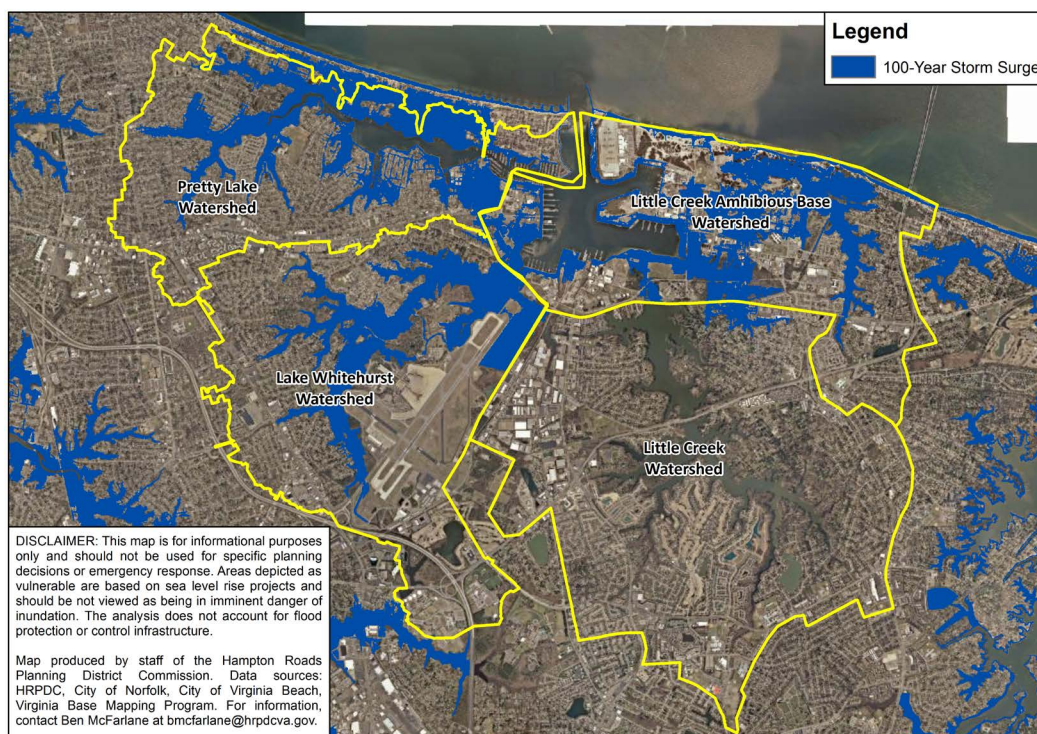 Legend
100-Year Storm Surge
Pretty Lake
Watershed
Little Creek Amhibious Base
Watershed
Lake Whitehurst
Watershed
Little Creek
Watershed
DISCLAIMER: This map is for informational purposes
only and should not be used for specific planning
decisions or emergency response. Areas depicted as
vulnerable are based on sea level rise projects and
should be not viewed as being in imminent danger of
inundation. The analysis does not account for flood
protection or control infrastructure.
Map produced by staff of the Hampton Roads
Planning District Commission. Data sources:
HRPDC, City of Norfolk, City of Virginia Beach,
Virginia Base Mapping Program. For information,
contact Ben McFarlane at bmcfarlane@hrpdcva.gov.